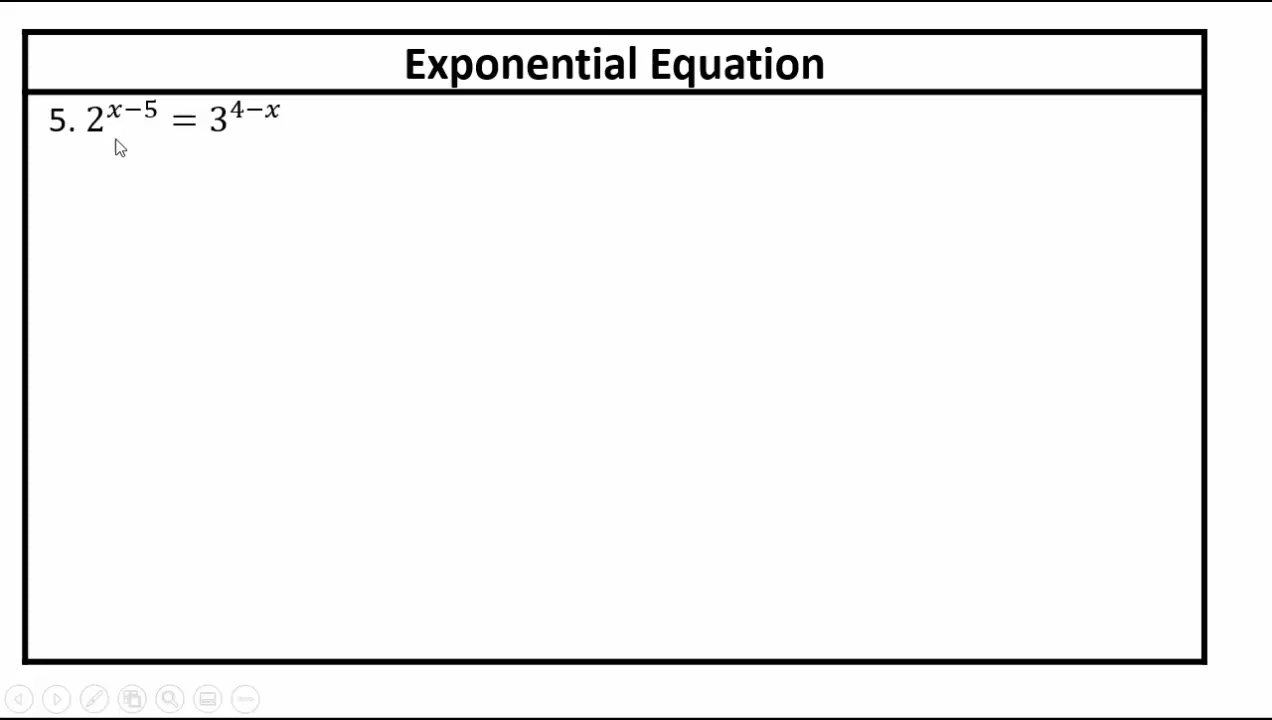 Exponential Equation
5. 2^{x−5} = 3^{4−x}